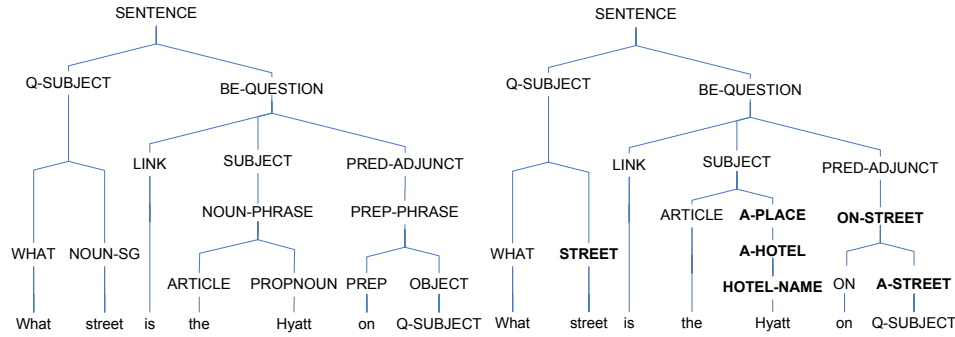 SENTENCE SENTENCE
Q-SUBJECT BE-QUESTION Q-SUBJECT BE-QUESTION
LINK SUBJECT PRED-ADJUNCT LINK SUBJECT PRED-ADJUNCT
NOUN-PHRASE PREP-PHRASE ARTICLE A-PLACE ON-STREET
WHAT NOUN-SG WHAT STREET A-HOTEL
ARTICLE PROPNOUN PREP OBJECT HOTEL-NAME ON A-STREET
What street is the Hyatt on Q-SUBJECT What street is the Hyatt on Q-SUBJECT